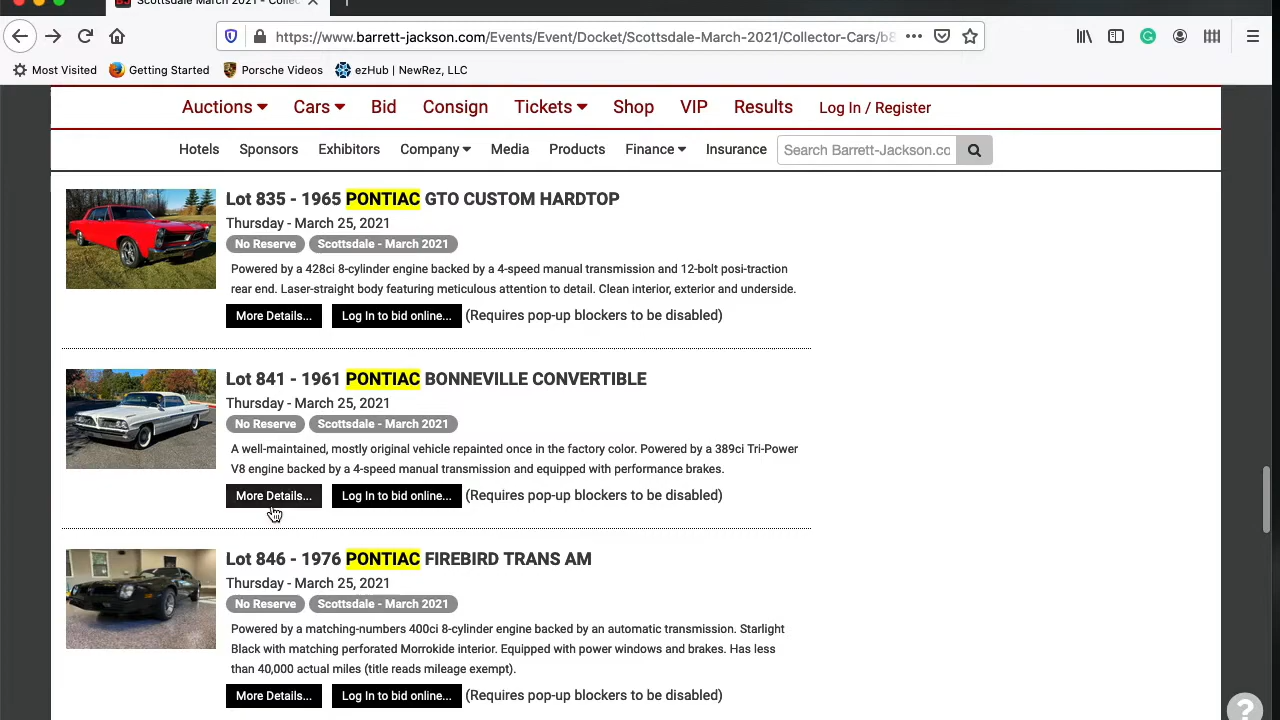 Scottsdale March 2021 - Collec
https://www.barrett-jackson.com/Events/Event/Docket/Scottsdale-March-2021/Collector-Cars/b8
Most Visited Getting Started Porsche Videos ezHub | NewRez, LLC
Auctions Cars Bid Consign Tickets Shop VIP Results Log In / Register
Hotels Sponsors Exhibitors Company Media Products Finance Insurance Search Barrett-Jackson.co
Lot 835 - 1965 PONTIAC GTO CUSTOM HARDTOP
Thursday - March 25, 2021
No Reserve Scottsdale - March 2021
Powered by a 428ci 8-cylinder engine backed by a 4-speed manual transmission and 12-bolt posi-traction
rear end. Laser-straight body featuring meticulous attention to detail. Clean interior, exterior and underside.
More Details... Log In to bid online... (Requires pop-up blockers to be disabled)
Lot 841 - 1961 PONTIAC BONNEVILLE CONVERTIBLE
Thursday - March 25, 2021
No Reserve Scottsdale - March 2021
A well-maintained, mostly original vehicle repainted once in the factory color. Powered by a 389ci Tri-Power
V8 engine backed by a 4-speed manual transmission and equipped with performance brakes.
More Details... Log In to bid online... (Requires pop-up blockers to be disabled)
Lot 846 - 1976 PONTIAC FIREBIRD TRANS AM
Thursday - March 25, 2021
No Reserve Scottsdale - March 2021
Powered by a matching-numbers 400ci 8-cylinder engine backed by an automatic transmission. Starlight
Black with matching perforated Morrokide interior. Equipped with power windows and brakes. Has less
than 40,000 actual miles (title reads mileage exempt).
More Details... Log In to bid online... (Requires pop-up blockers to be disabled)
?